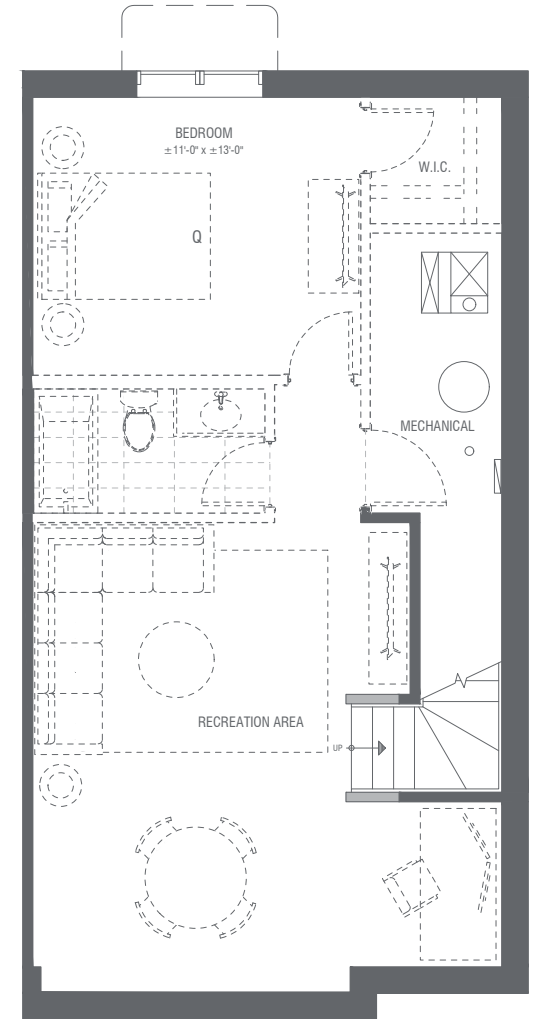 BEDROOM
±11'-0" x ±13'-0"
W.I.C.
Q
MECHANICAL
RECREATION AREA
UP